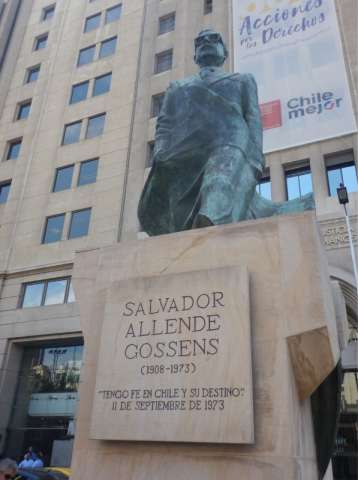 Acciones
por los Derechos
Chile
mejor
SALVADOR
ALLENDE
GOSSENS
(1908-1973)
"TENGO FE EN CHILE Y SU DESTINO"
11 DE SEPTIEMBRE DE 1973